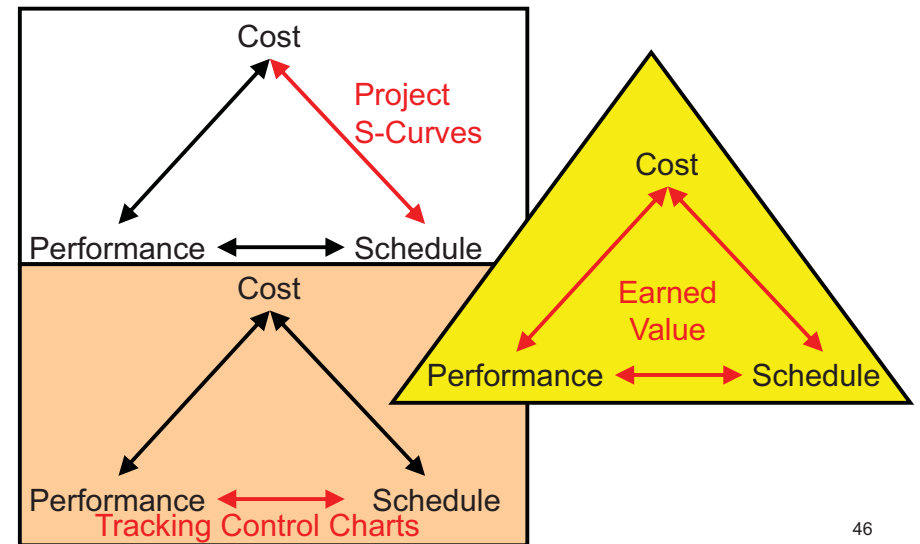 Cost
Project
S-Curves
Performance
Schedule
Cost
Performance
Schedule
Tracking Control Charts
Cost
Earned
Value
Performance
Schedule
46